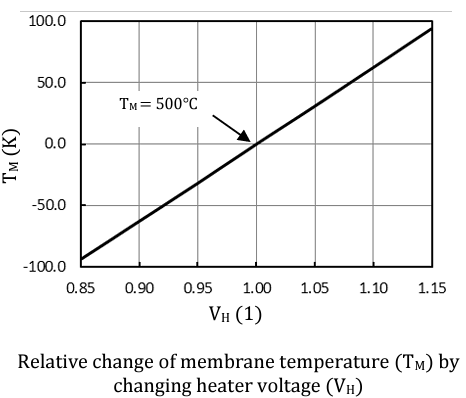 100.0
50.0
T_M = 500°C
0.0
T_M (K)
-50.0
-100.0
0.85 0.90 0.95 1.00 1.05 1.10 1.15
V_H (1)
Relative change of membrane temperature (T_M) by
changing heater voltage (V_H)